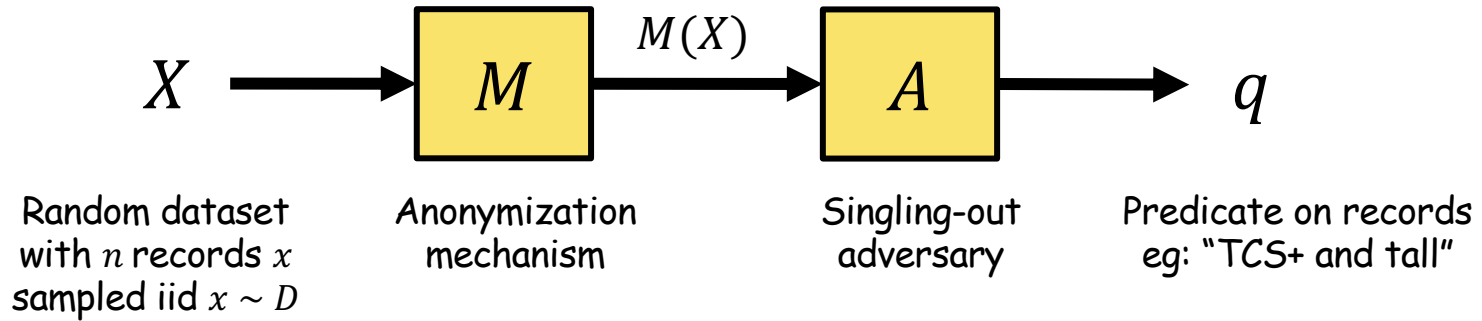 M(X)
X
M
A
q
Random dataset
with n records x
sampled iid x ~ D
Anonymization
mechanism
Singling-out
adversary
Predicate on records
eg: “TCS+ and tall”